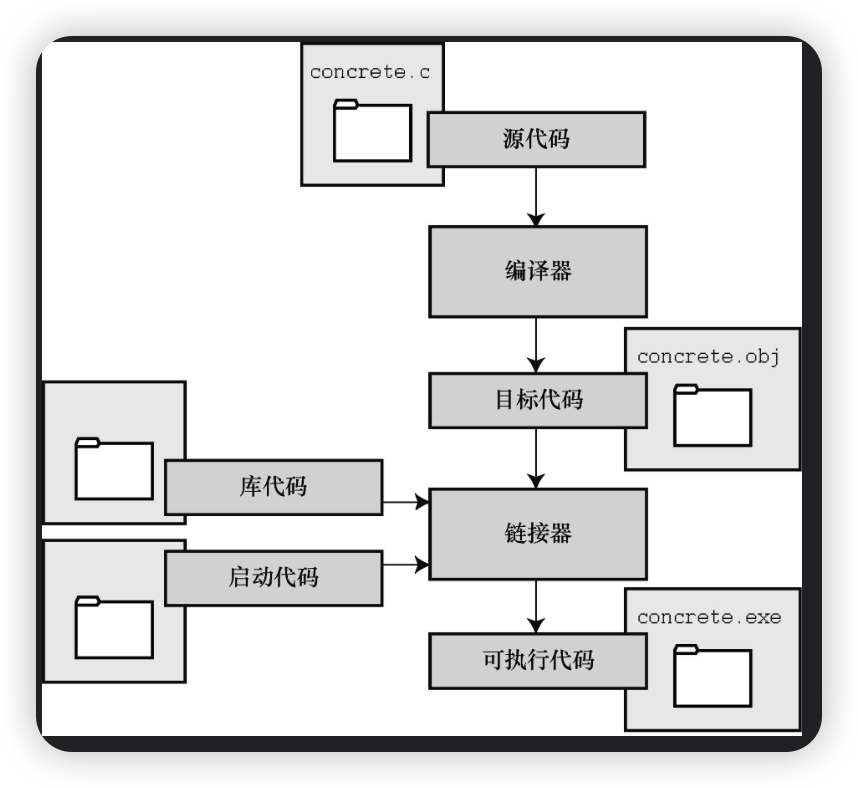 concrete.c
源代码
编译器
concrete.obj
目标代码
库代码
链接器
启动代码
concrete.exe
可执行代码